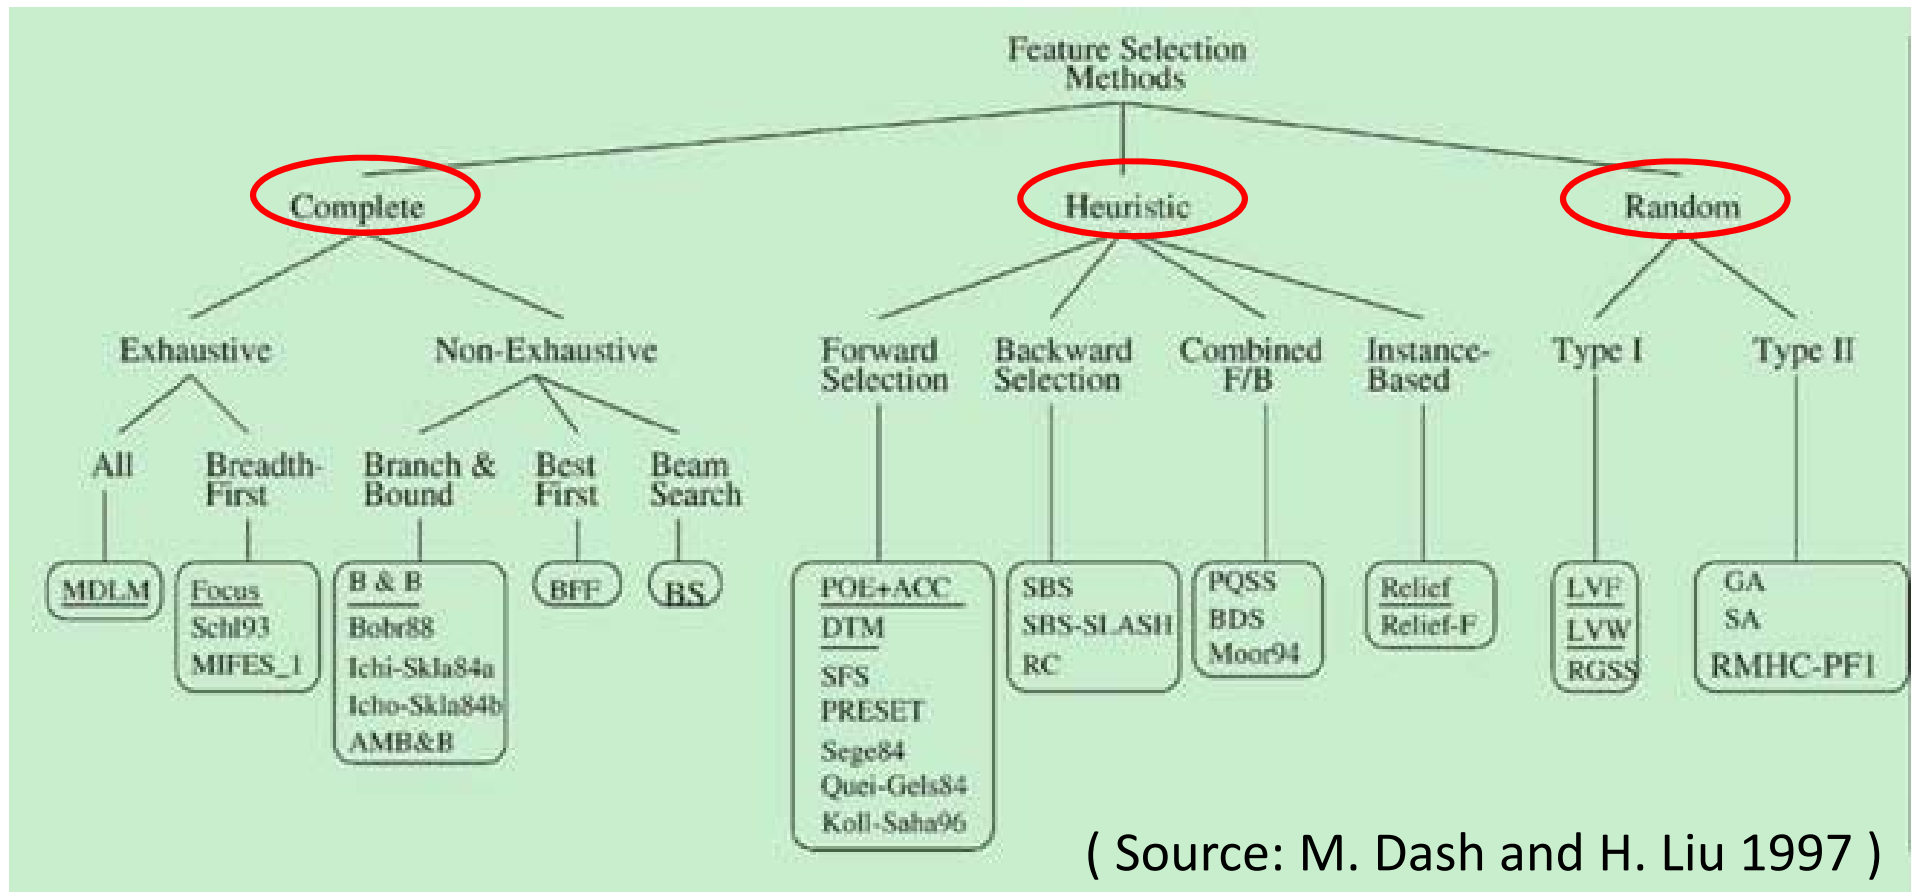 Feature Selection
Methods
Complete
Heuristic
Random
Exhaustive
Non-Exhaustive
Forward
Selection
Backward
Selection
Combined
F/B
Instance-
Based
Type I
Type II
All
Breadth-
First
Branch &
Bound
Best
First
Beam
Search
MDLM
Focus
Schl93
MIFES_1
B & B
Bobr88
Ichi-Skla84a
Icho-Skla84b
AMB&B
BFF
BS
POE+ACC
DTM
SFS
PRESET
Sege84
Quei-Gels84
Koll-Saha96
SBS
SBS-SLASH
RC
PQSS
BDS
Moor94
Relief
Relief-F
LVF
LVW
RGSS
GA
SA
RMHC-PF1
( Source: M. Dash and H. Liu 1997 )